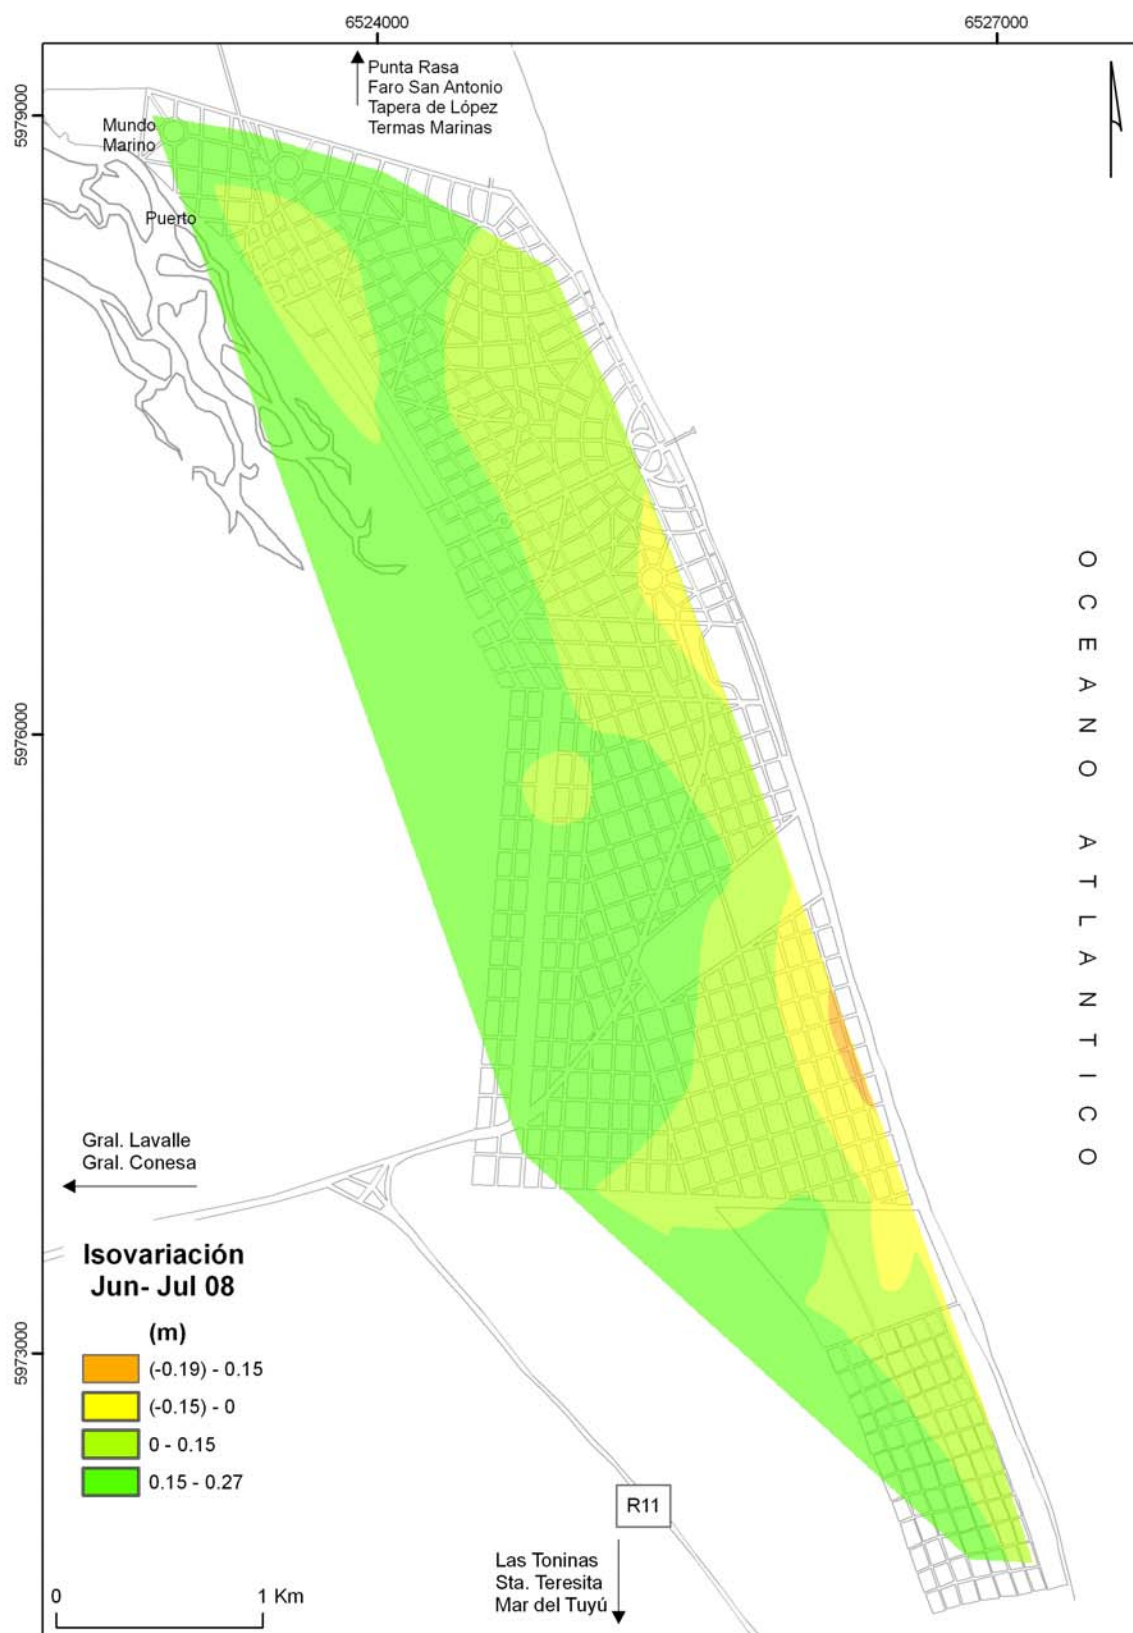 6524000
6527000
5979000
Punta Rasa
Faro San Antonio
Tapera de López
Termas Marinas
Mundo
Marino
Puerto
OCEANO ATLANTICO
5976000
Gral. Lavalle
Gral. Conesa
Isovariación
Jun- Jul 08
(m)
(-0.19) - 0.15
(-0.15) - 0
0 - 0.15
0.15 - 0.27
5973000
R11
Las Toninas
Sta. Teresita
Mar del Tuyú
0 1 Km